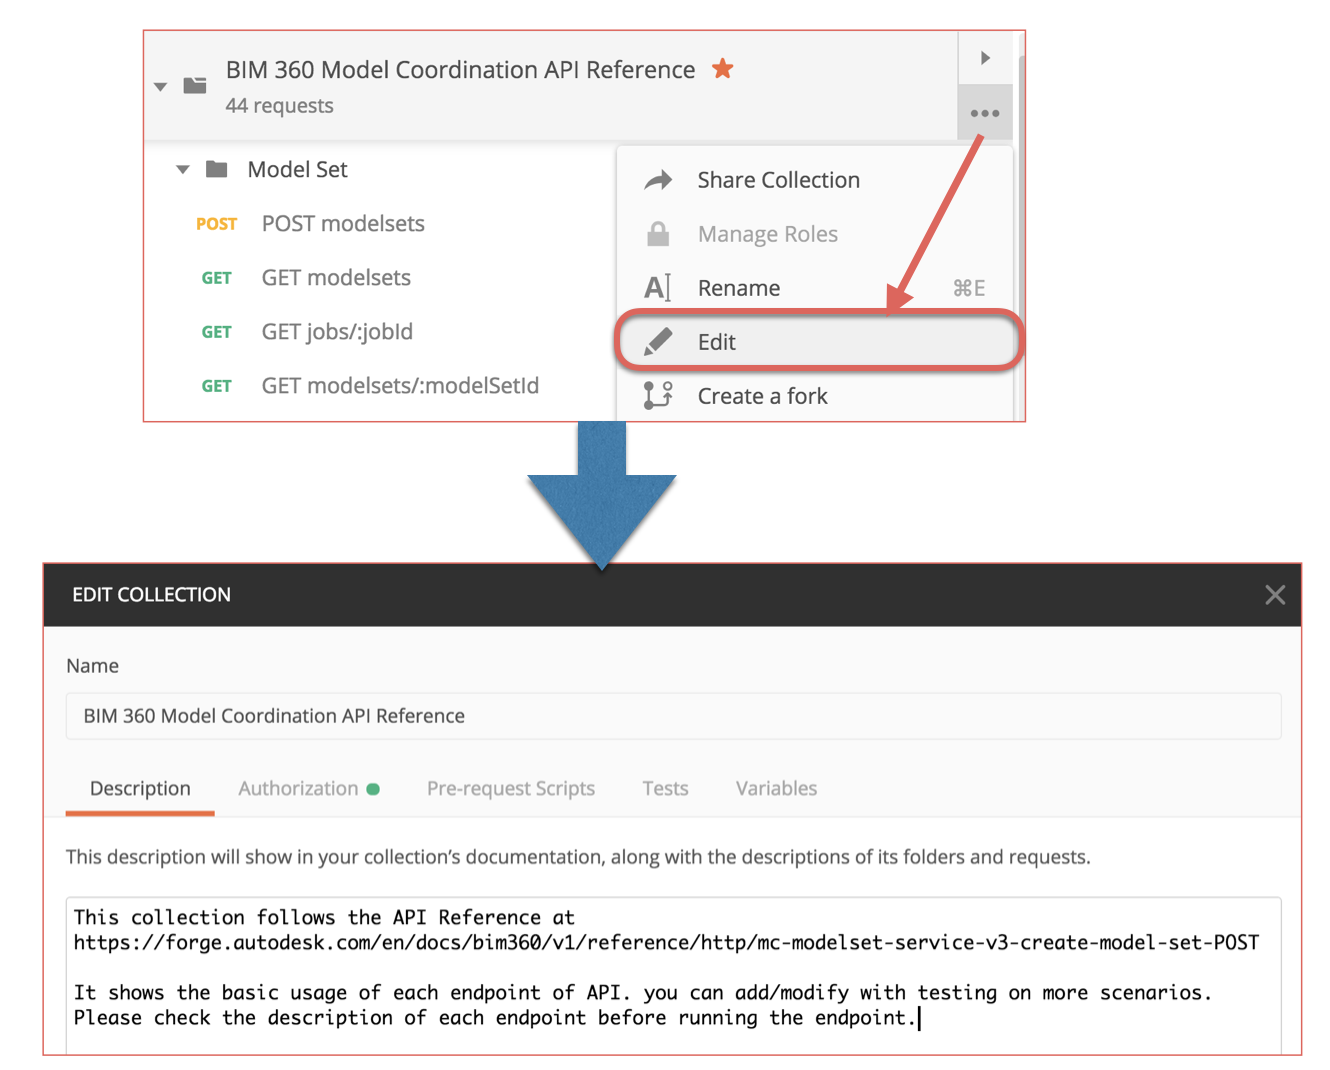 BIM 360 Model Coordination API Reference
44 requests
Model Set
POST POST modelsets
GET GET modelsets
GET GET jobs/:jobId
GET GET modelsets/:modelSetId
Share Collection
Manage Roles
Rename ⌘E
Edit
Create a fork
EDIT COLLECTION
Name
BIM 360 Model Coordination API Reference
Description Authorization Pre-request Scripts Tests Variables
This description will show in your collection’s documentation, along with the descriptions of its folders and requests.
This collection follows the API Reference at
https://forge.autodesk.com/en/docs/bim360/v1/reference/http/mc-modelset-service-v3-create-model-set-POST
It shows the basic usage of each endpoint of API. you can add/modify with testing on more scenarios.
Please check the description of each endpoint before running the endpoint.